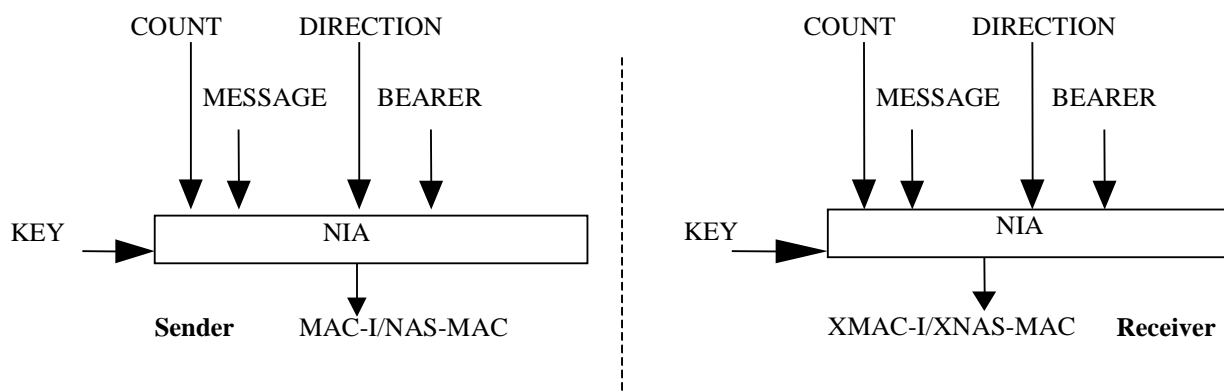 COUNT DIRECTION
MESSAGE BEARER
KEY NIA
Sender MAC-I/NAS-MAC
COUNT DIRECTION
MESSAGE BEARER
KEY NIA
XMAC-I/XNAS-MAC Receiver